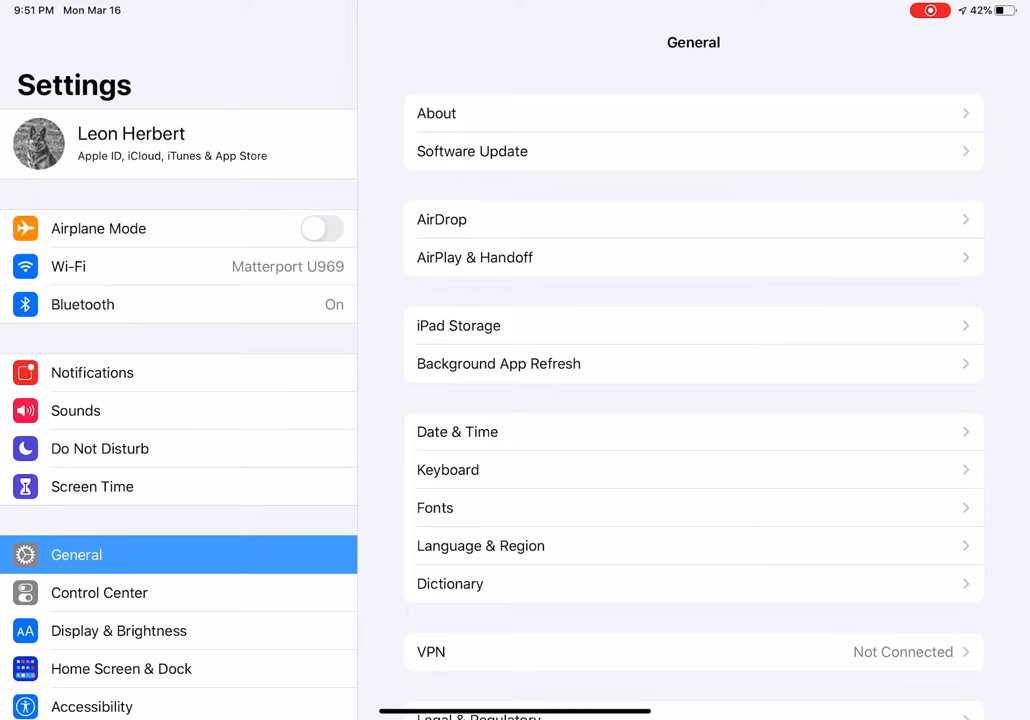 9:51 PM Mon Mar 16
42%
Settings
Leon Herbert
Apple ID, iCloud, iTunes & App Store
Airplane Mode
Wi-Fi Matterport U969
Bluetooth On
Notifications
Sounds
Do Not Disturb
Screen Time
General
Control Center
AA Display & Brightness
Home Screen & Dock
Accessibility
General
About
Software Update
AirDrop
AirPlay & Handoff
iPad Storage
Background App Refresh
Date & Time
Keyboard
Fonts
Language & Region
Dictionary
VPN Not Connected
Legal & Regulatory